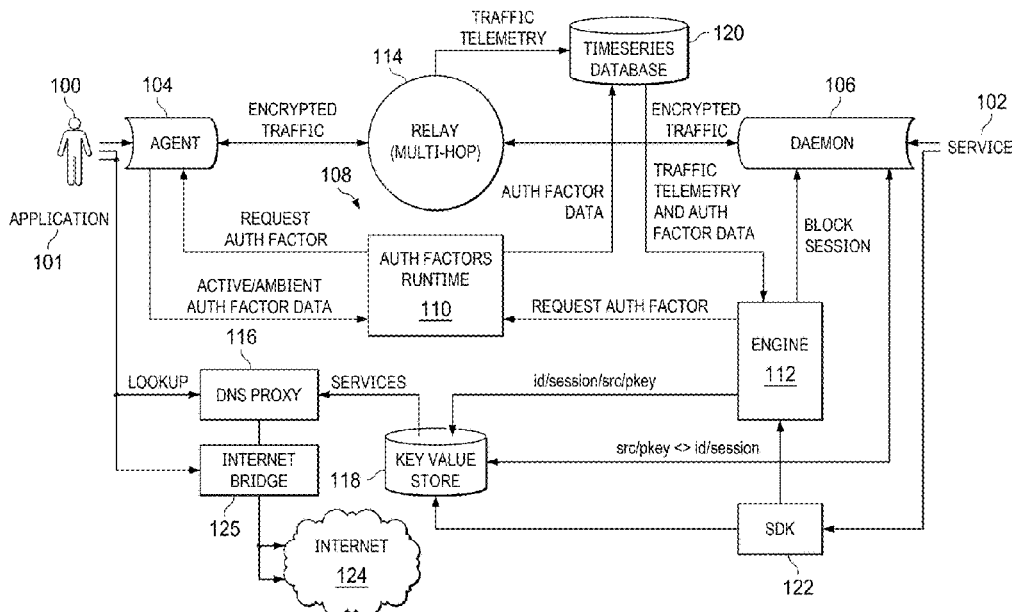 TRAFFIC
TELEMETRY
120
TIMESERIES
DATABASE
114
100
104
106
102
ENCRYPTED
TRAFFIC
ENCRYPTED
TRAFFIC
AGENT
RELAY
(MULTI-HOP)
DAEMON
SERVICE
108
AUTH FACTOR
DATA
TRAFFIC
TELEMETRY
AND AUTH
FACTOR DATA
APPLICATION
101
REQUEST
AUTH FACTOR
BLOCK
SESSION
AUTH FACTORS
RUNTIME
110
ACTIVE/AMBIENT
AUTH FACTOR DATA
REQUEST AUTH FACTOR
ENGINE
112
116
LOOKUP
DNS PROXY
SERVICES
id/session/src/pkey
INTERNET
BRIDGE
125
118
KEY VALUE
STORE
src/pkey <> id/session
SDK
122
INTERNET
124